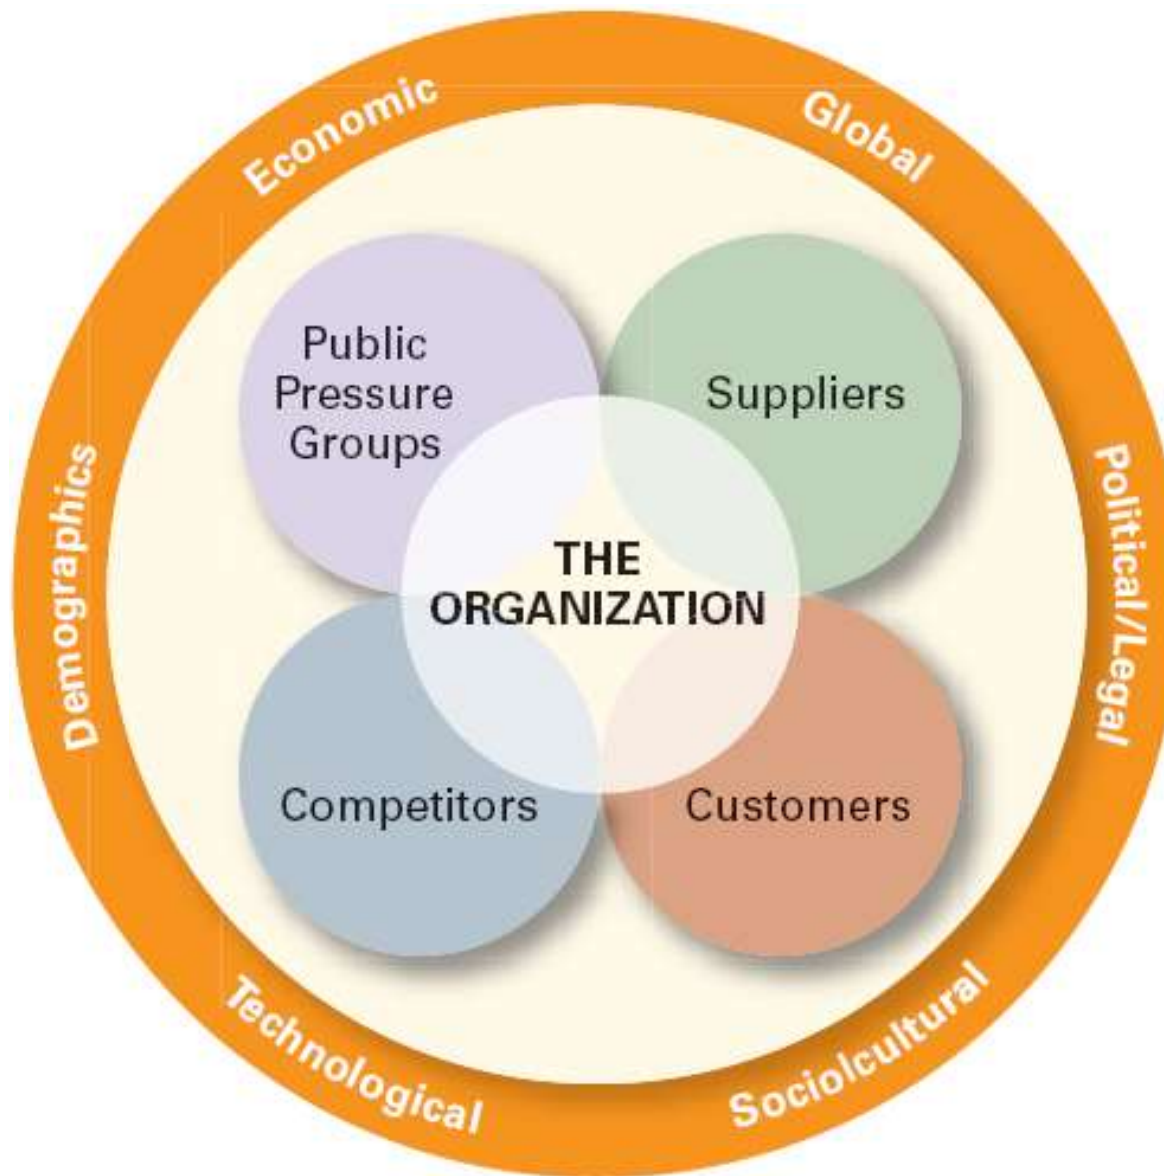 Economic
Global
Public
Pressure
Groups
Suppliers
Demographics
Political/Legal
THE
ORGANIZATION
Competitors
Customers
Technological
Sociolcultural